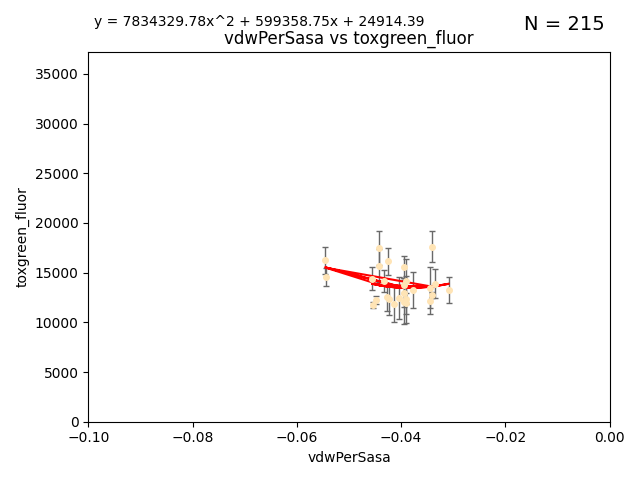 y = 7834329.78x^2 + 599358.75x + 24914.39
N = 215
vdwPerSasa vs toxgreen_fluor
35000
30000
25000
20000
15000
10000
5000
0
toxgreen_fluor
−0.10
−0.08
−0.06
−0.04
−0.02
0.00
vdwPerSasa